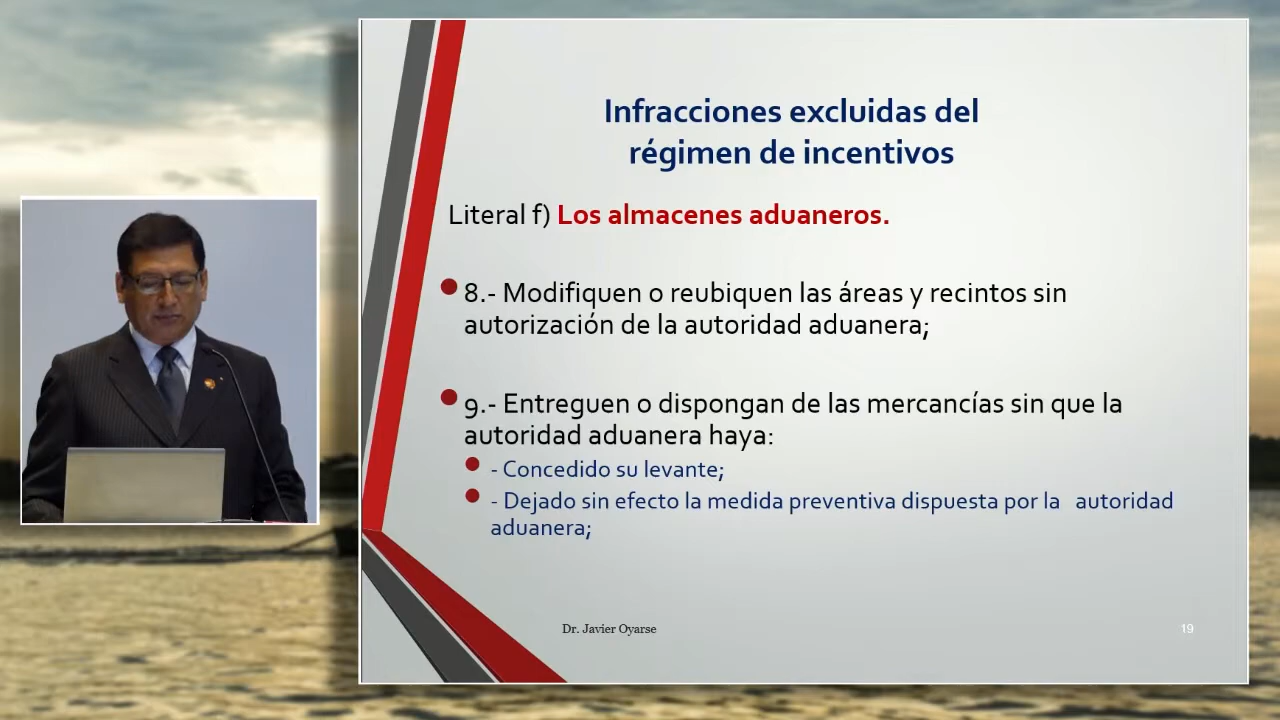 Infracciones excluidas del
régimen de incentivos
Literal f) Los almacenes aduaneros.
8.- Modifiquen o reubiquen las áreas y recintos sin
autorización de la autoridad aduanera;
9.- Entreguen o dispongan de las mercancías sin que la
autoridad aduanera haya:
- Concedido su levante;
- Dejado sin efecto la medida preventiva dispuesta por la autoridad
aduanera;
Dr. Javier Oyarse
19